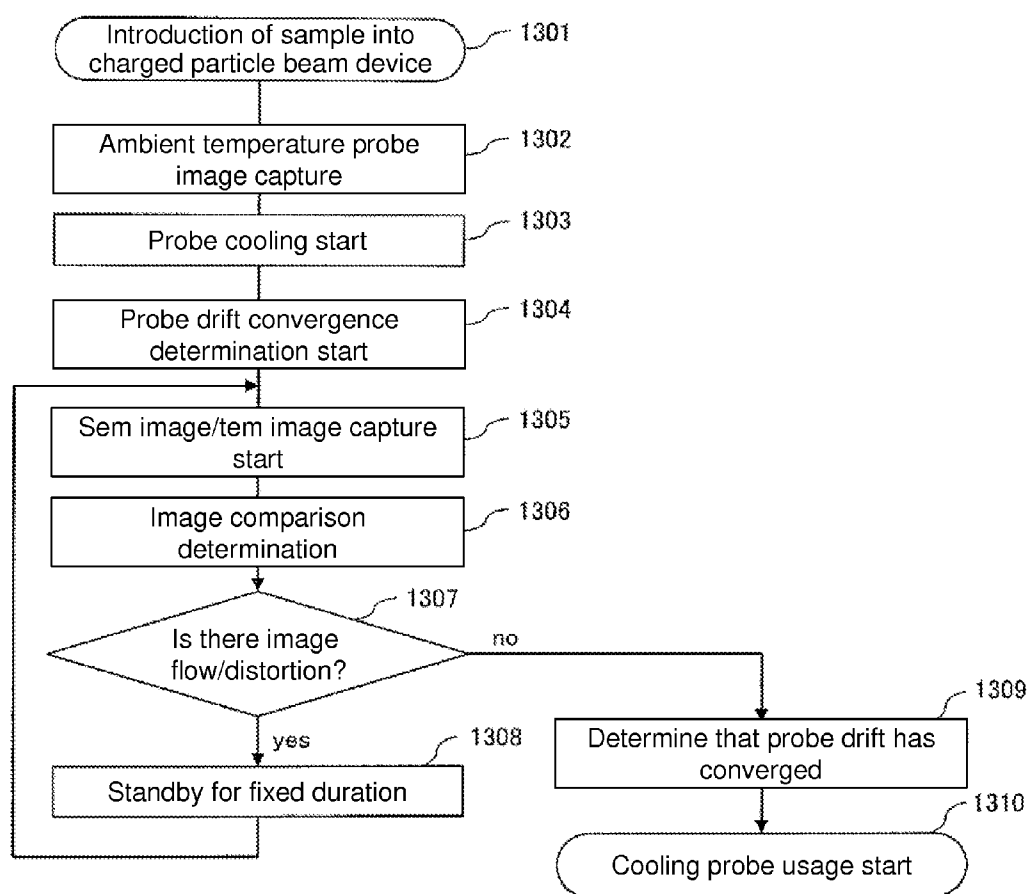 Introduction of sample into
charged particle beam device
1301
Ambient temperature probe
image capture
1302
Probe cooling start
1303
Probe drift convergence
determination start
1304
Sem image/tem image capture
start
1305
Image comparison
determination
1306
Is there image
flow/distortion?
1307
no
yes
Standby for fixed duration
1308
Determine that probe drift has
converged
1309
Cooling probe usage start
1310